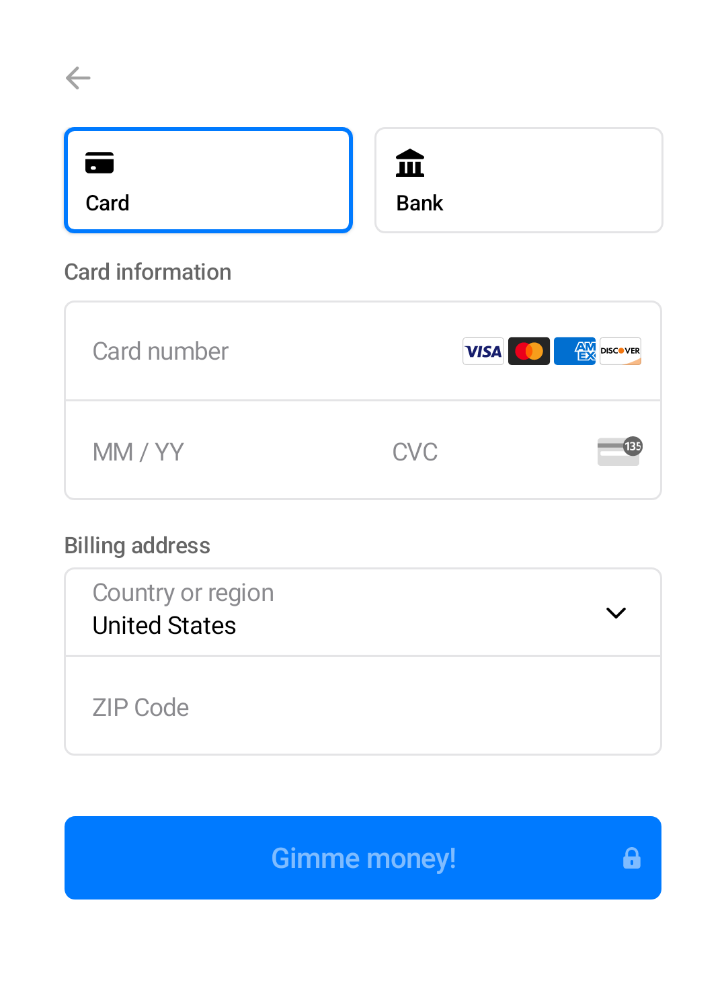 Card
Bank
Card information
Card number VISA AM EX DISCOVER
MM / YY CVC 135
Billing address
Country or region
United States
ZIP Code
Gimme money!